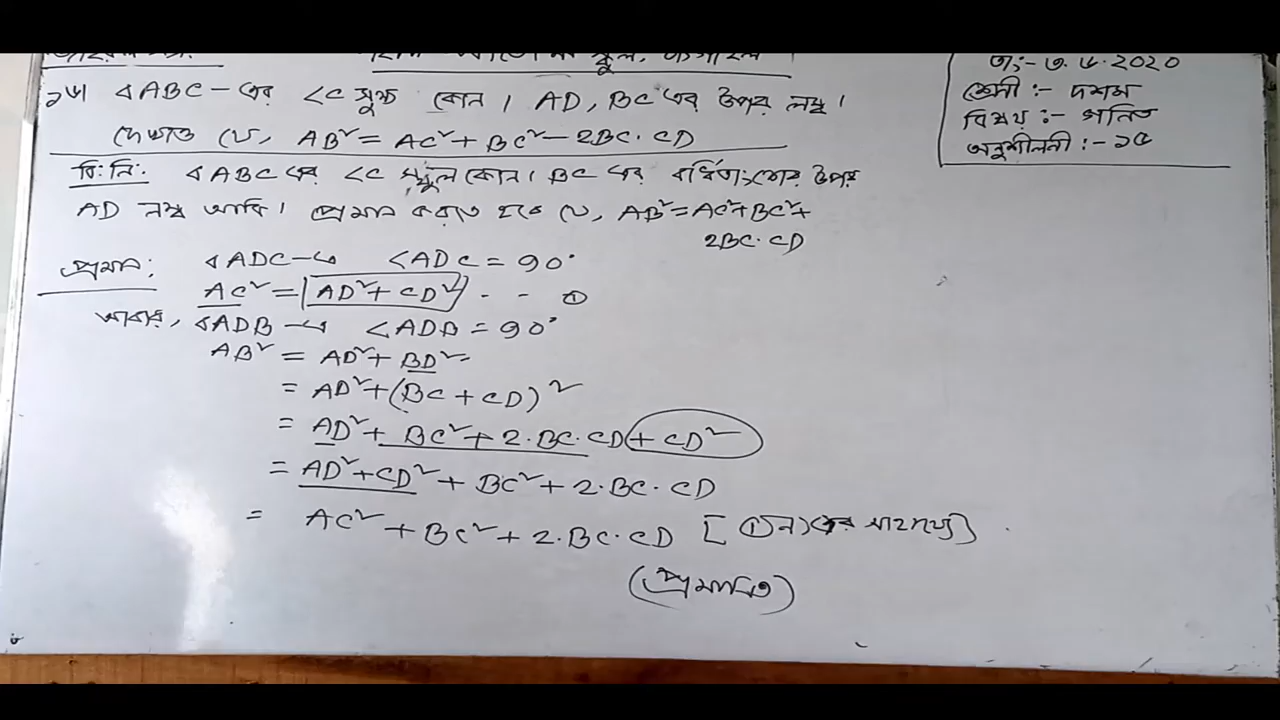 স্কুল,
তাং:- ৩.৬.২০২০
শ্রেনী :- দশম
বিষয় :- গনিত
অনুশীলনী :- ১৫
△ABC-এর <C সুক্ষ কোন। AD, BC এর উপর লম্ব।
দেখাও যে, AB² = AC² + BC² - 2BC·CD
বি: নি: △ABC এর <C স্থুল কোন। BC এর বর্ধিতাংশের উপর
AD লম্ব আঁকি। প্রমান করতে হবে যে, AB² = AC²+BC²+
2BC·CD
প্রমান: △ADC-এ <ADC = 90°
AC² = AD² + CD² - - ①
আবার, △ADB-এ <ADB = 90°
AB² = AD² + BD²
= AD² + (BC + CD)²
= AD² + BC² + 2·BC·CD + CD²
= AD² + CD² + BC² + 2·BC·CD
= AC² + BC² + 2·BC·CD [①নং এর সাহায্যে]
(প্রমানিত)